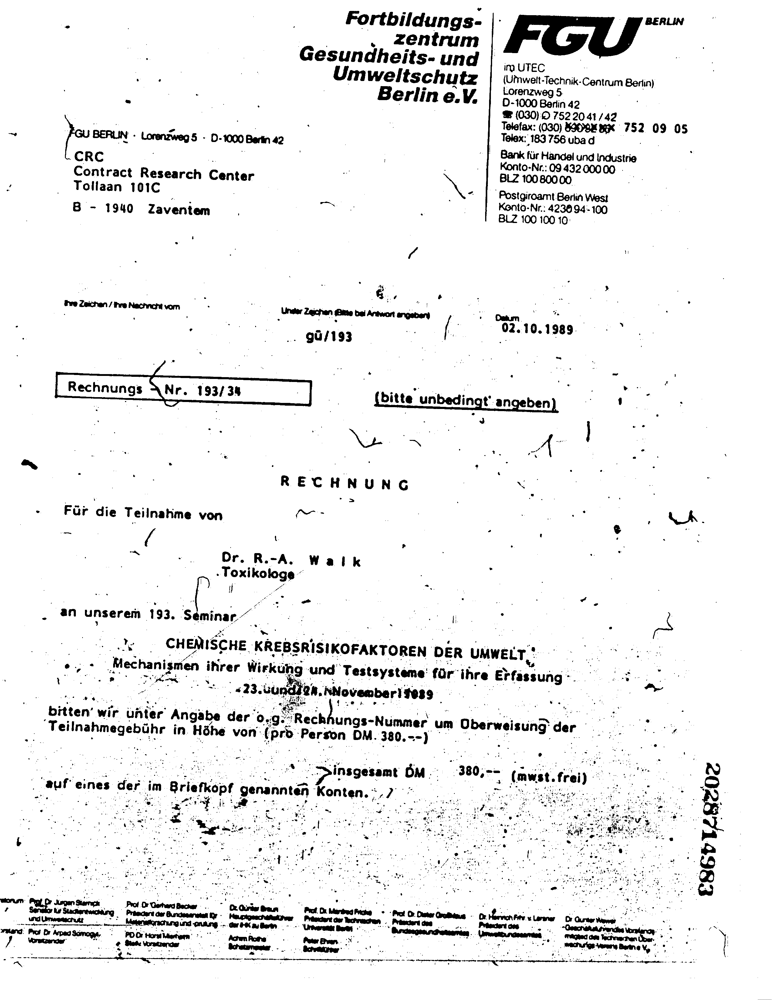 Fortbildungs-
zentrum
Gesundheits- und
Umweltschutz
Berlin e.V.
FGU BERLIN
im UTEC
(Umwelt-Technik-Centrum Berlin)
Lorenzweg 5
D-1000 Berlin 42
☎ (030) 752 20 41 / 42
Telefax: (030) 752 09 05
Telex: 183 756 uba d
Bank für Handel und Industrie
Konto-Nr.: 09 432 000 00
BLZ 100 800 00
Postgiroamt Berlin West
Konto-Nr.: 4230 94-100
BLZ 100 100 10
FGU BERLIN · Lorenzweg 5 · D-1000 Berlin 42
CRC
Contract Research Center
Tollaan 101C
B - 1940 Zaventem
Ihre Zeichen / Ihre Nachricht vom
Unser Zeichen (Bitte bei Antwort angeben)
Datum
gü/193
02.10.1989
Rechnungs - Nr. 193/34
(bitte unbedingt angeben)
RECHNUNG
Für die Teilnahme von
Dr. R.-A. Walk
Toxikologe
an unserem 193. Seminar
CHEMISCHE KREBSRISIKOFAKTOREN DER UMWELT
Mechanismen ihrer Wirkung und Testsysteme für ihre Erfassung
23. und 24. November 1989
bitten wir unter Angabe der o.g. Rechnungs-Nummer um Überweisung der
Teilnahmegebühr in Höhe von (pro Person DM 380.--)
insgesamt DM 380,-- (mwst.frei)
auf eines der im Briefkopf genannten Konten.
2028714983
Prof. Dr. Jürgen Starnick
Senator für Stadtentwicklung
und Umweltschutz
Prof. Dr. Gerhard Becker
Präsident der Bundesanstalt für
Materialforschung und -prüfung
Dr. Günter Braun
Hauptgeschäftsführer
der IHK zu Berlin
Prof. Dr. Manfred Fricke
Präsident der Technischen
Universität Berlin
Prof. Dr. Dieter Großklaus
Präsident des
Bundesgesundheitsamtes
Dr. Heinrich Frhr. v. Lersner
Präsident des
Umweltbundesamtes
Dr. Gunter
Geschäftsführendes Vorstands-
mitglied des Technischen Über-
wachungs-Vereins Berlin e.V.
Prof. Dr. Arpad Somogyi
Vorsitzender
PD Dr. Horst
Stellv. Vorsitzender
Achim Rothe
Schatzmeister
Peter Ehren
Schriftführer